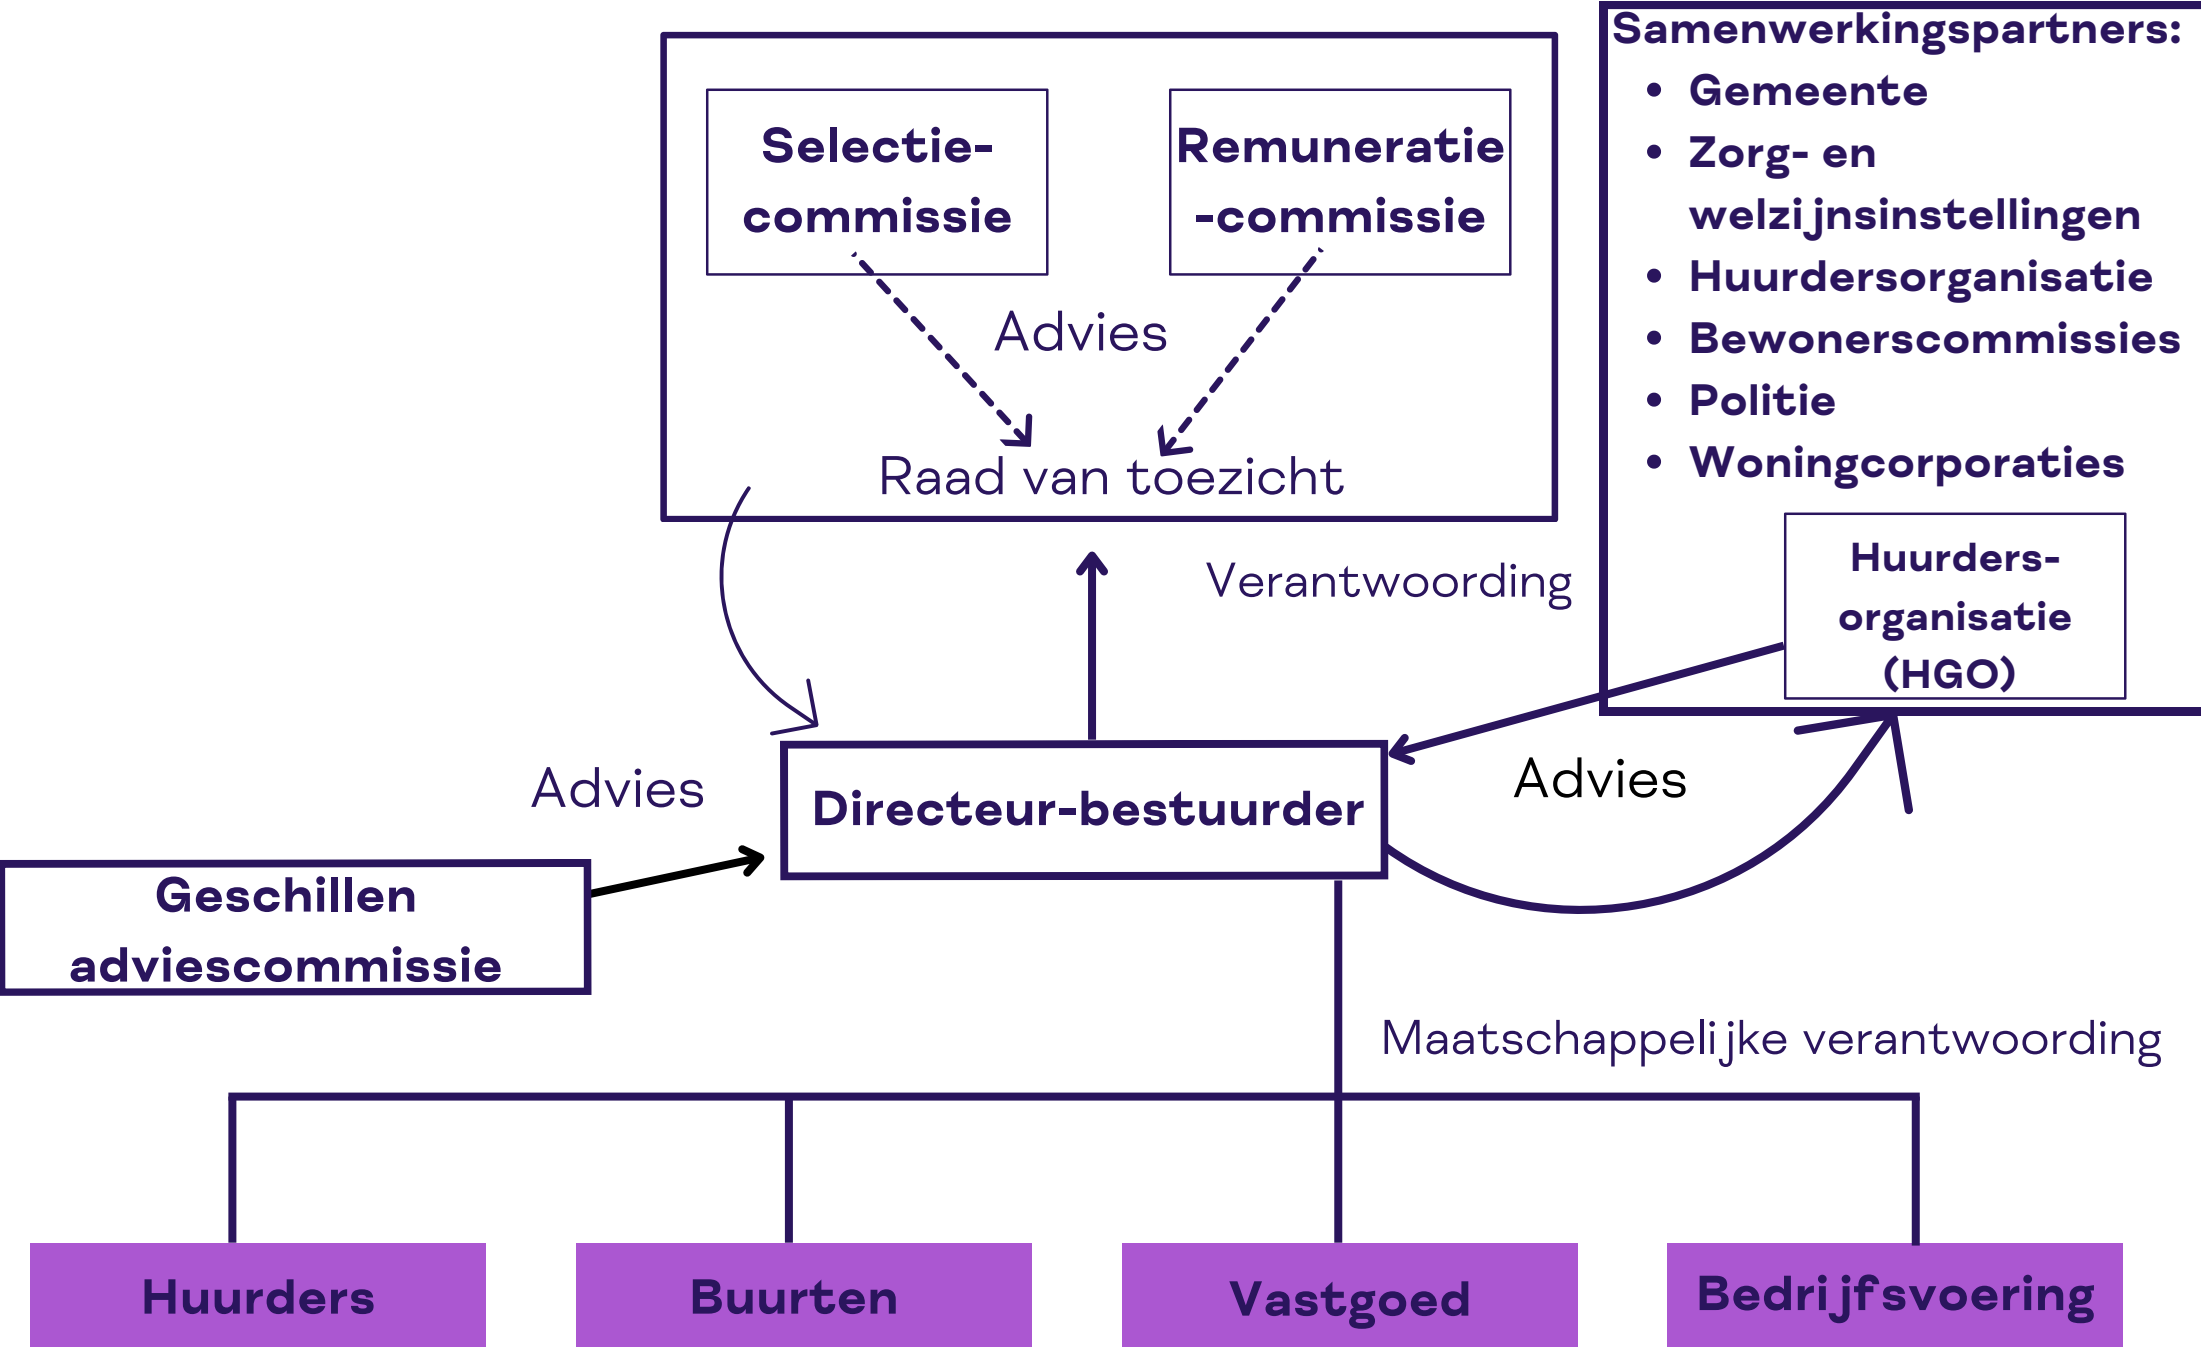 Selectie-
commissie
Remuneratie
-commissie
Advies
Raad van toezicht
Samenwerkingspartners:
• Gemeente
• Zorg- en
welzijnsinstellingen
• Huurdersorganisatie
• Bewonerscommissies
• Politie
• Woningcorporaties
Huurders-
organisatie
(HGO)
Verantwoording
Advies
Directeur-bestuurder
Advies
Geschillen
adviescommissie
Maatschappelijke verantwoording
Huurders
Buurten
Vastgoed
Bedrijfsvoering